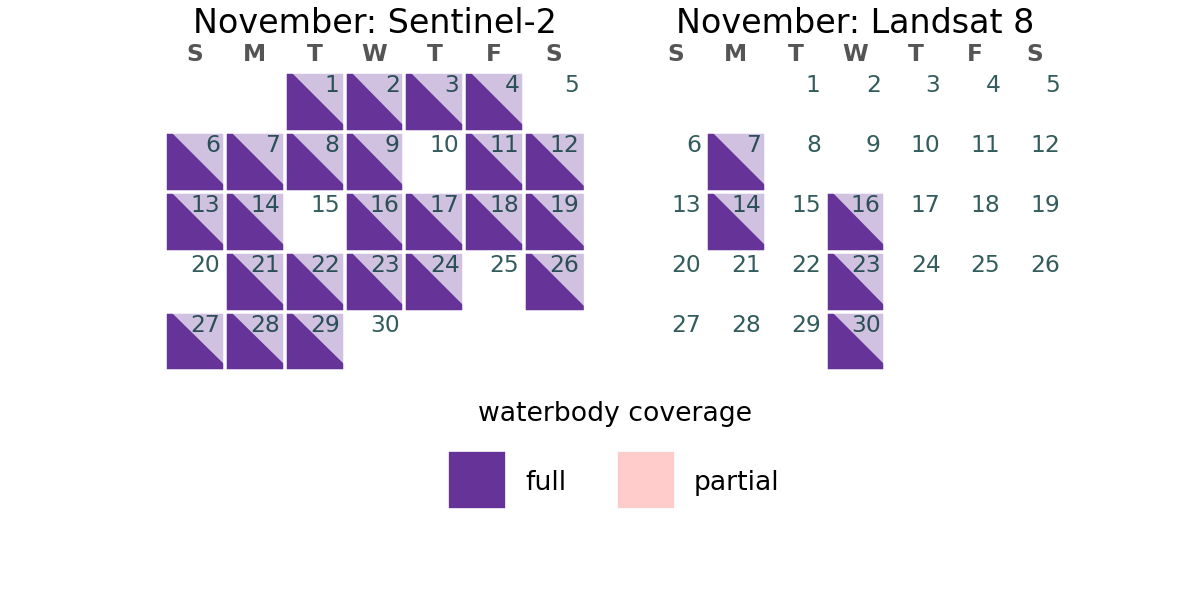 November: Sentinel-2
S M T W T F S
1 2 3 4 5
6 7 8 9 10 11 12
13 14 15 16 17 18 19
20 21 22 23 24 25 26
27 28 29 30
November: Landsat 8
S M T W T F S
1 2 3 4 5
6 7 8 9 10 11 12
13 14 15 16 17 18 19
20 21 22 23 24 25 26
27 28 29 30
waterbody coverage
full partial